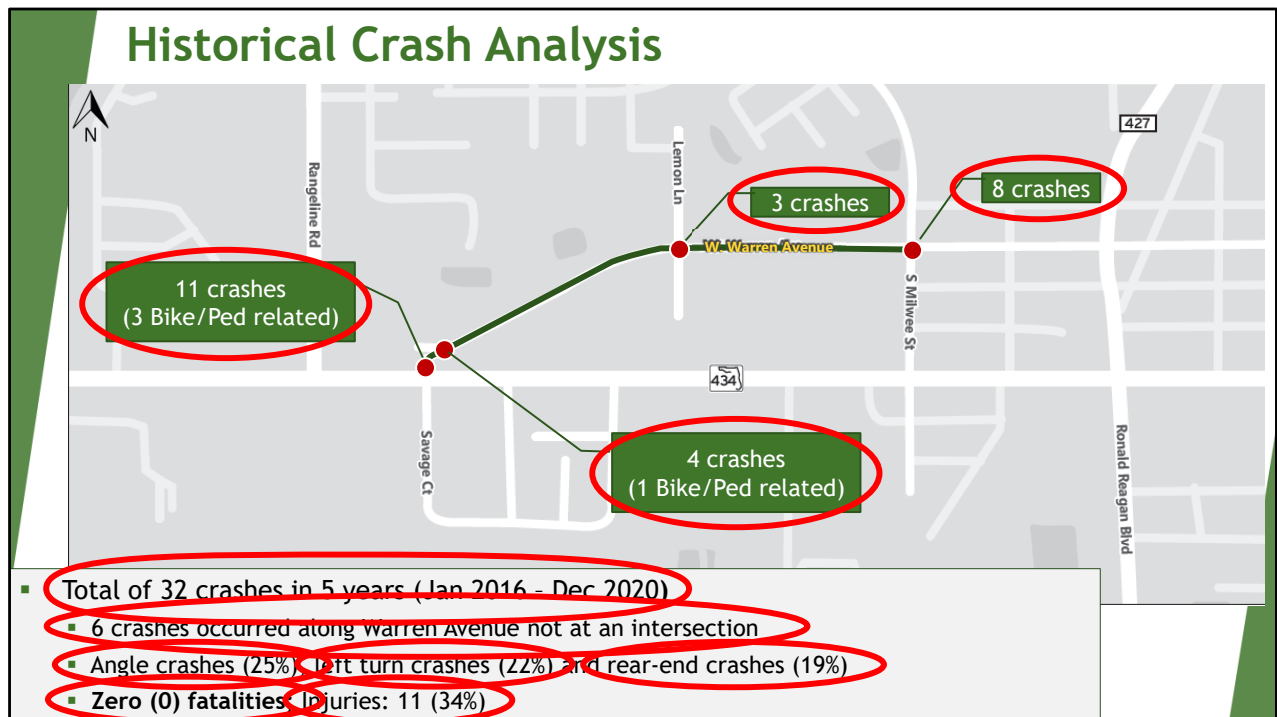 Historical Crash Analysis
N
427
Rangeline Rd
Lemon Ln
3 crashes
8 crashes
W. Warren Avenue
11 crashes
(3 Bike/Ped related)
S Milwee St
434
Savage Ct
4 crashes
(1 Bike/Ped related)
Ronald Reagan Blvd
▪ Total of 32 crashes in 5 years (Jan 2016 – Dec 2020)
▪ 6 crashes occurred along Warren Avenue not at an intersection
▪ Angle crashes (25%), left turn crashes (22%) and rear-end crashes (19%)
▪ Zero (0) fatalities; Injuries: 11 (34%)